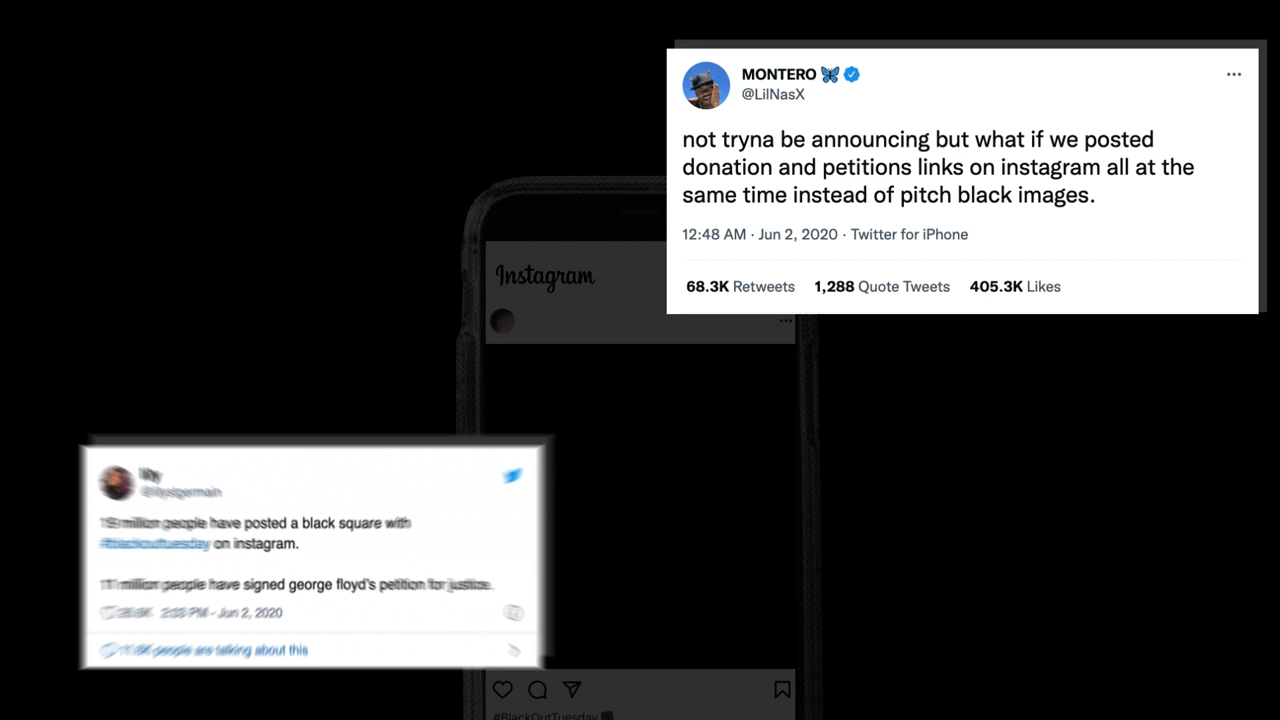 MONTERO
@LilNasX
not tryna be announcing but what if we posted
donation and petitions links on instagram all at the
same time instead of pitch black images.
12:48 AM · Jun 2, 2020 · Twitter for iPhone
68.3K Retweets 1,288 Quote Tweets 405.3K Likes
Instagram
lily
million people have posted a black square with
#blackouttuesday on instagram.
million people have signed george floyd's petition for justice.
PM - Jun 2, 2020
people are talking about this
#BlackOutTuesday